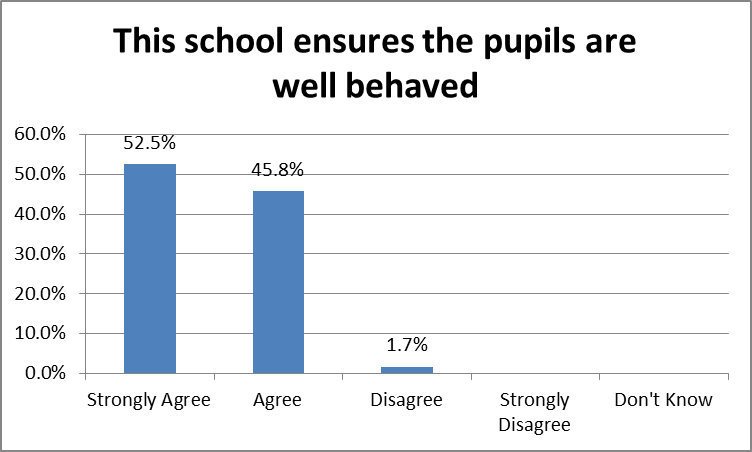 This school ensures the pupils are
well behaved
60.0%
50.0%
40.0%
30.0%
20.0%
10.0%
0.0%
52.5%
45.8%
1.7%
Strongly Agree
Agree
Disagree
Strongly
Disagree
Don't Know